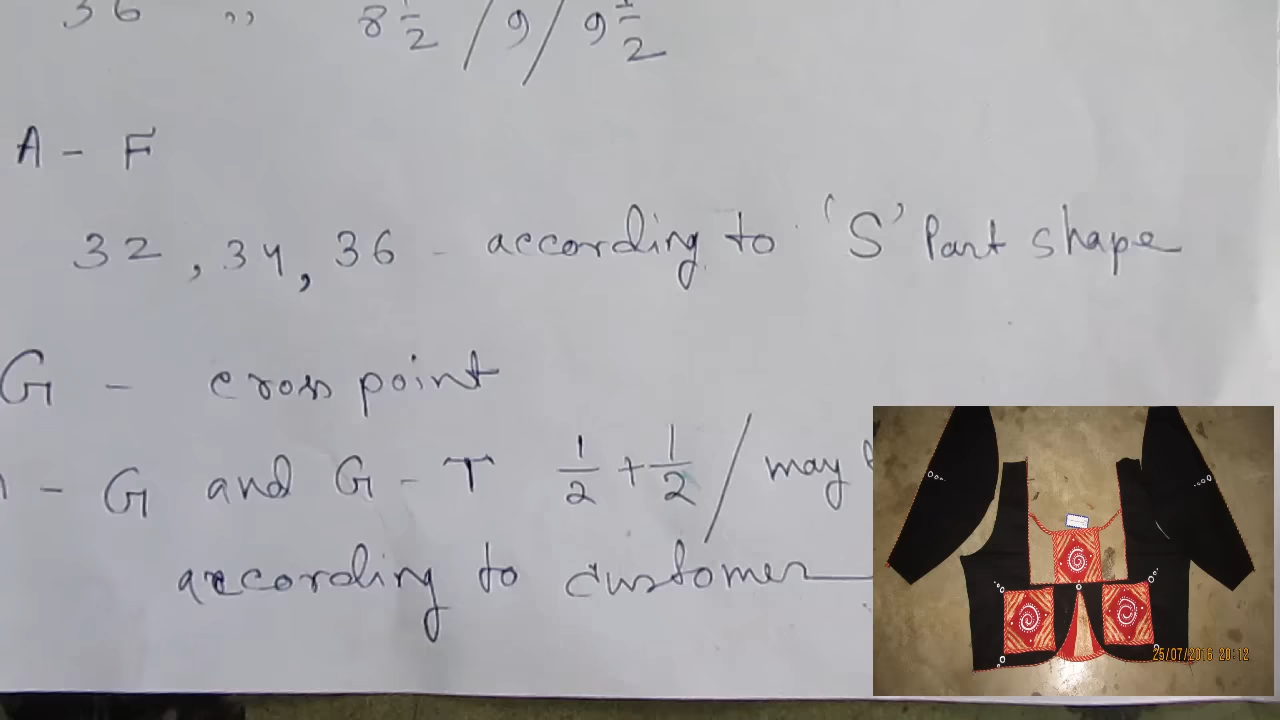 36 ,, 8 1/2 / 9 / 9 1/2
A - F
32, 34, 36 - according to 'S' Part shape
G - cross point
- G and G - T 1/2 + 1/2 / may
according to customer
25/07/2016 20:12